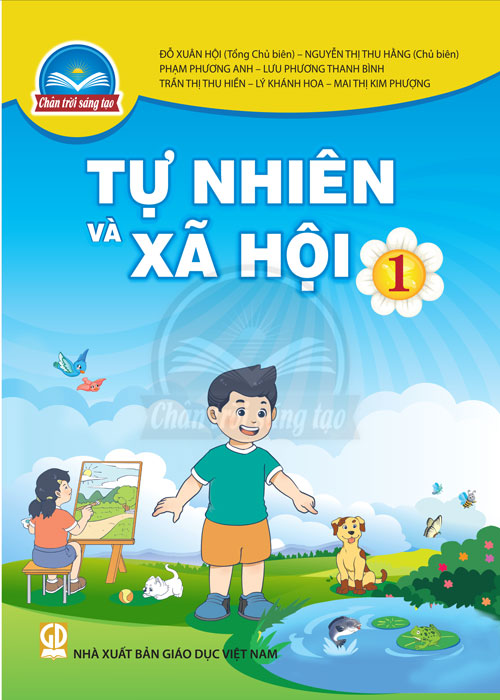 ĐỖ XUÂN HỘI (Tổng Chủ biên) – NGUYỄN THỊ THU HẰNG (Chủ biên)
PHẠM PHƯƠNG ANH – LƯU PHƯƠNG THANH BÌNH
TRẦN THỊ THU HIỀN – LÝ KHÁNH HOA – MAI THỊ KIM PHƯỢNG
Chân trời sáng tạo
TỰ NHIÊN
VÀ XÃ HỘI 1
Chân trời sáng tạo
GD
NHÀ XUẤT BẢN GIÁO DỤC VIỆT NAM